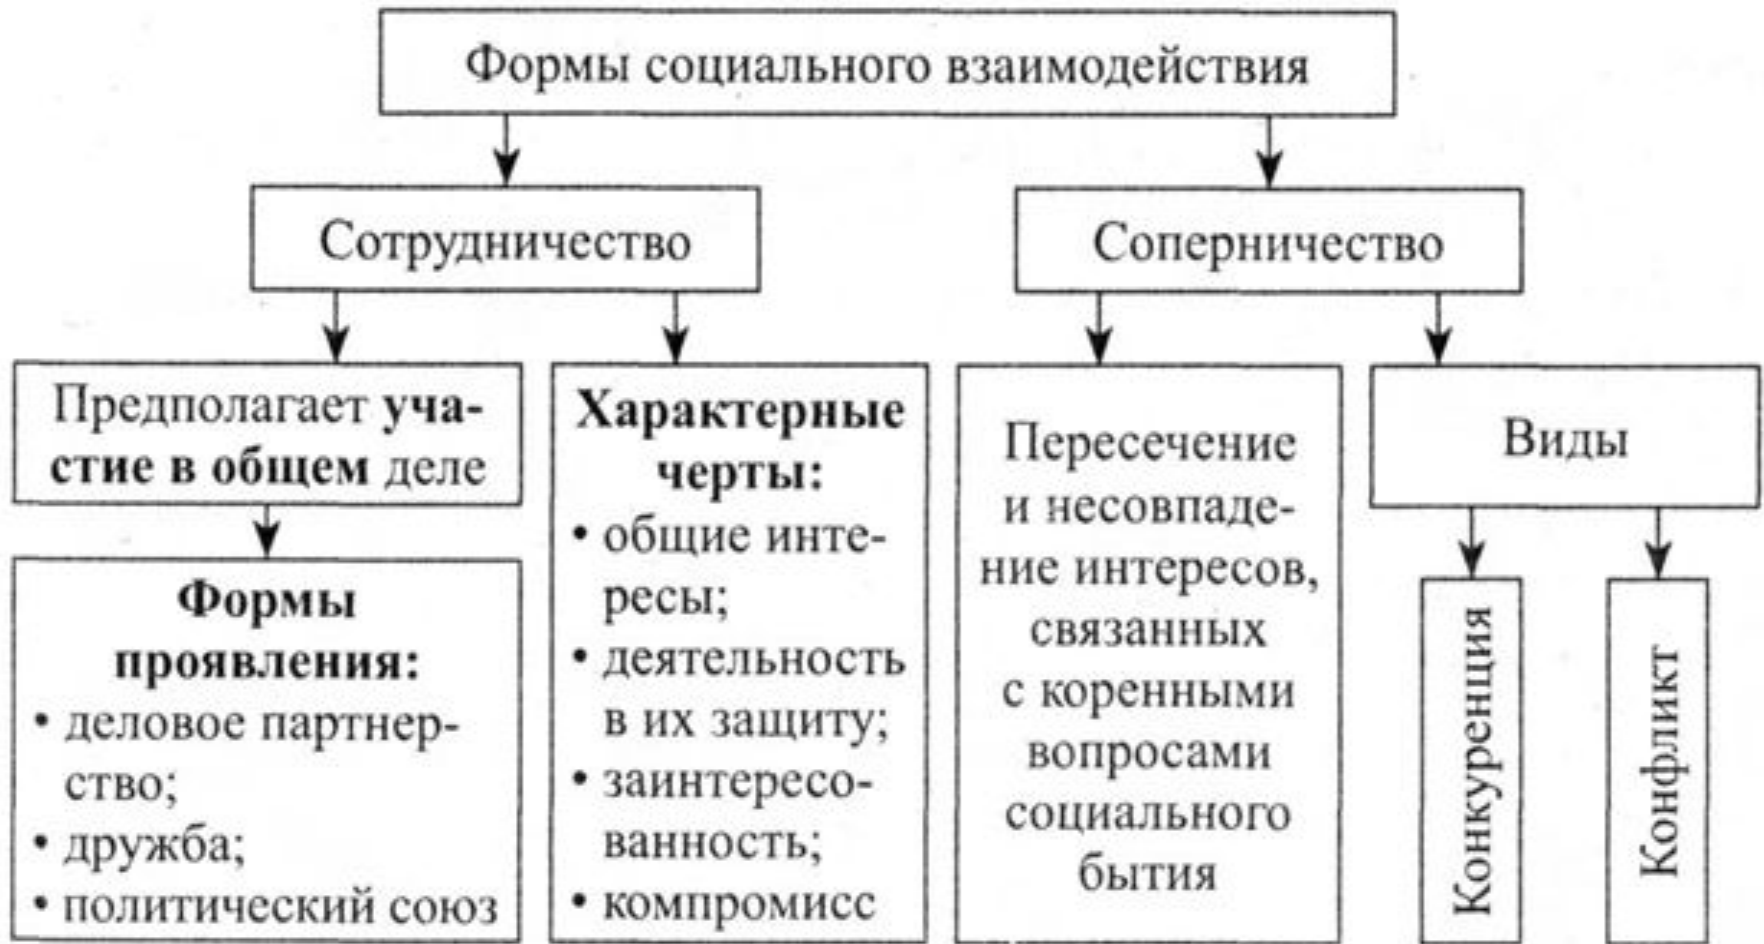 Формы социального взаимодействия
Сотрудничество
Соперничество
Предполагает уча-
стие в общем деле
Формы
проявления:
• деловое партнер-
ство;
• дружба;
• политический союз
Характерные
черты:
• общие инте-
ресы;
• деятельность
в их защиту;
• заинтересо-
ванность;
• компромисс
Пересечение
и несовпаде-
ние интересов,
связанных
с коренными
вопросами
социального
бытия
Виды
Конкуренция
Конфликт